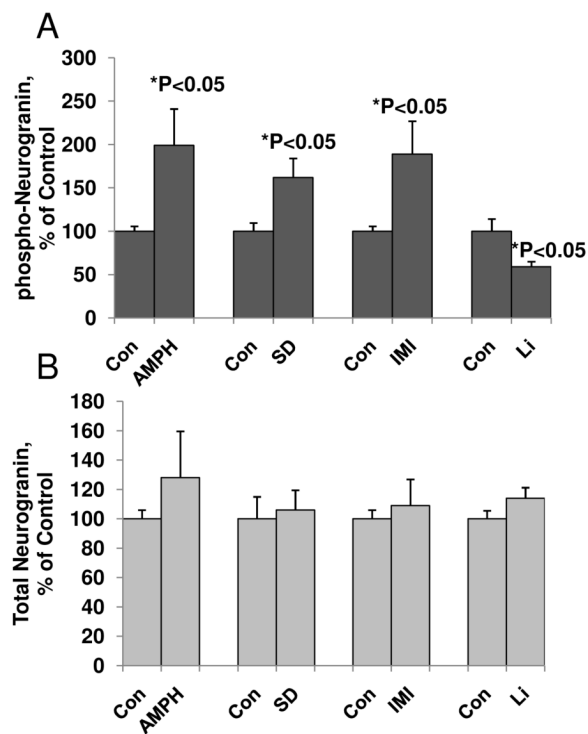 A
phospho-Neurogranin,
% of Control
300
250
200
150
100
50
0
*P<0.05
*P<0.05
*P<0.05
*P<0.05
Con
AMPH
Con
SD
Con
IMI
Con
Li
B
Total Neurogranin,
% of Control
180
160
140
120
100
80
60
40
20
0
Con
AMPH
Con
SD
Con
IMI
Con
Li